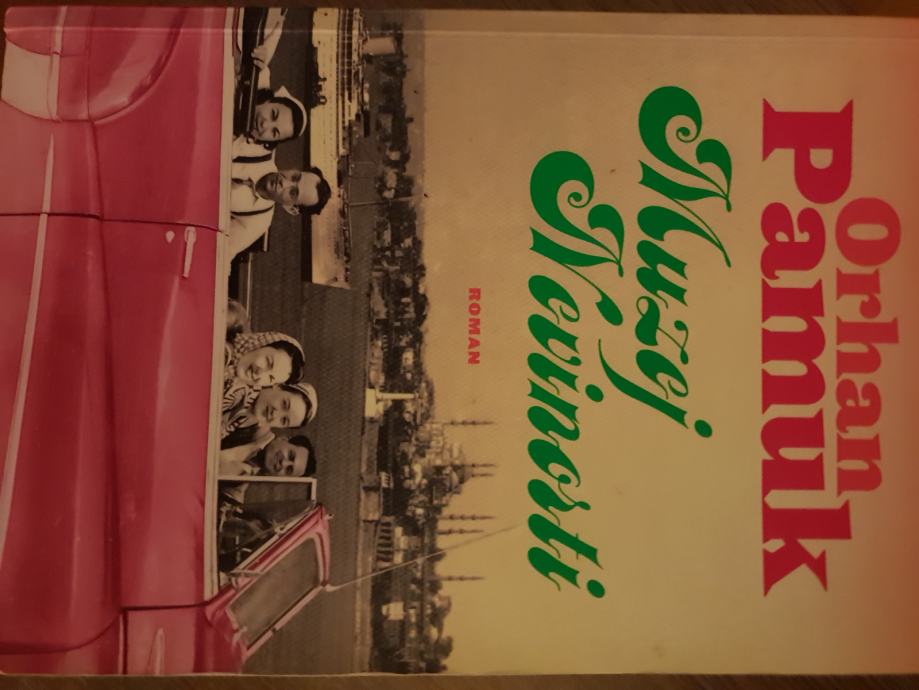 Orhan
Pamuk
Muzej
Nevinosti
ROMAN